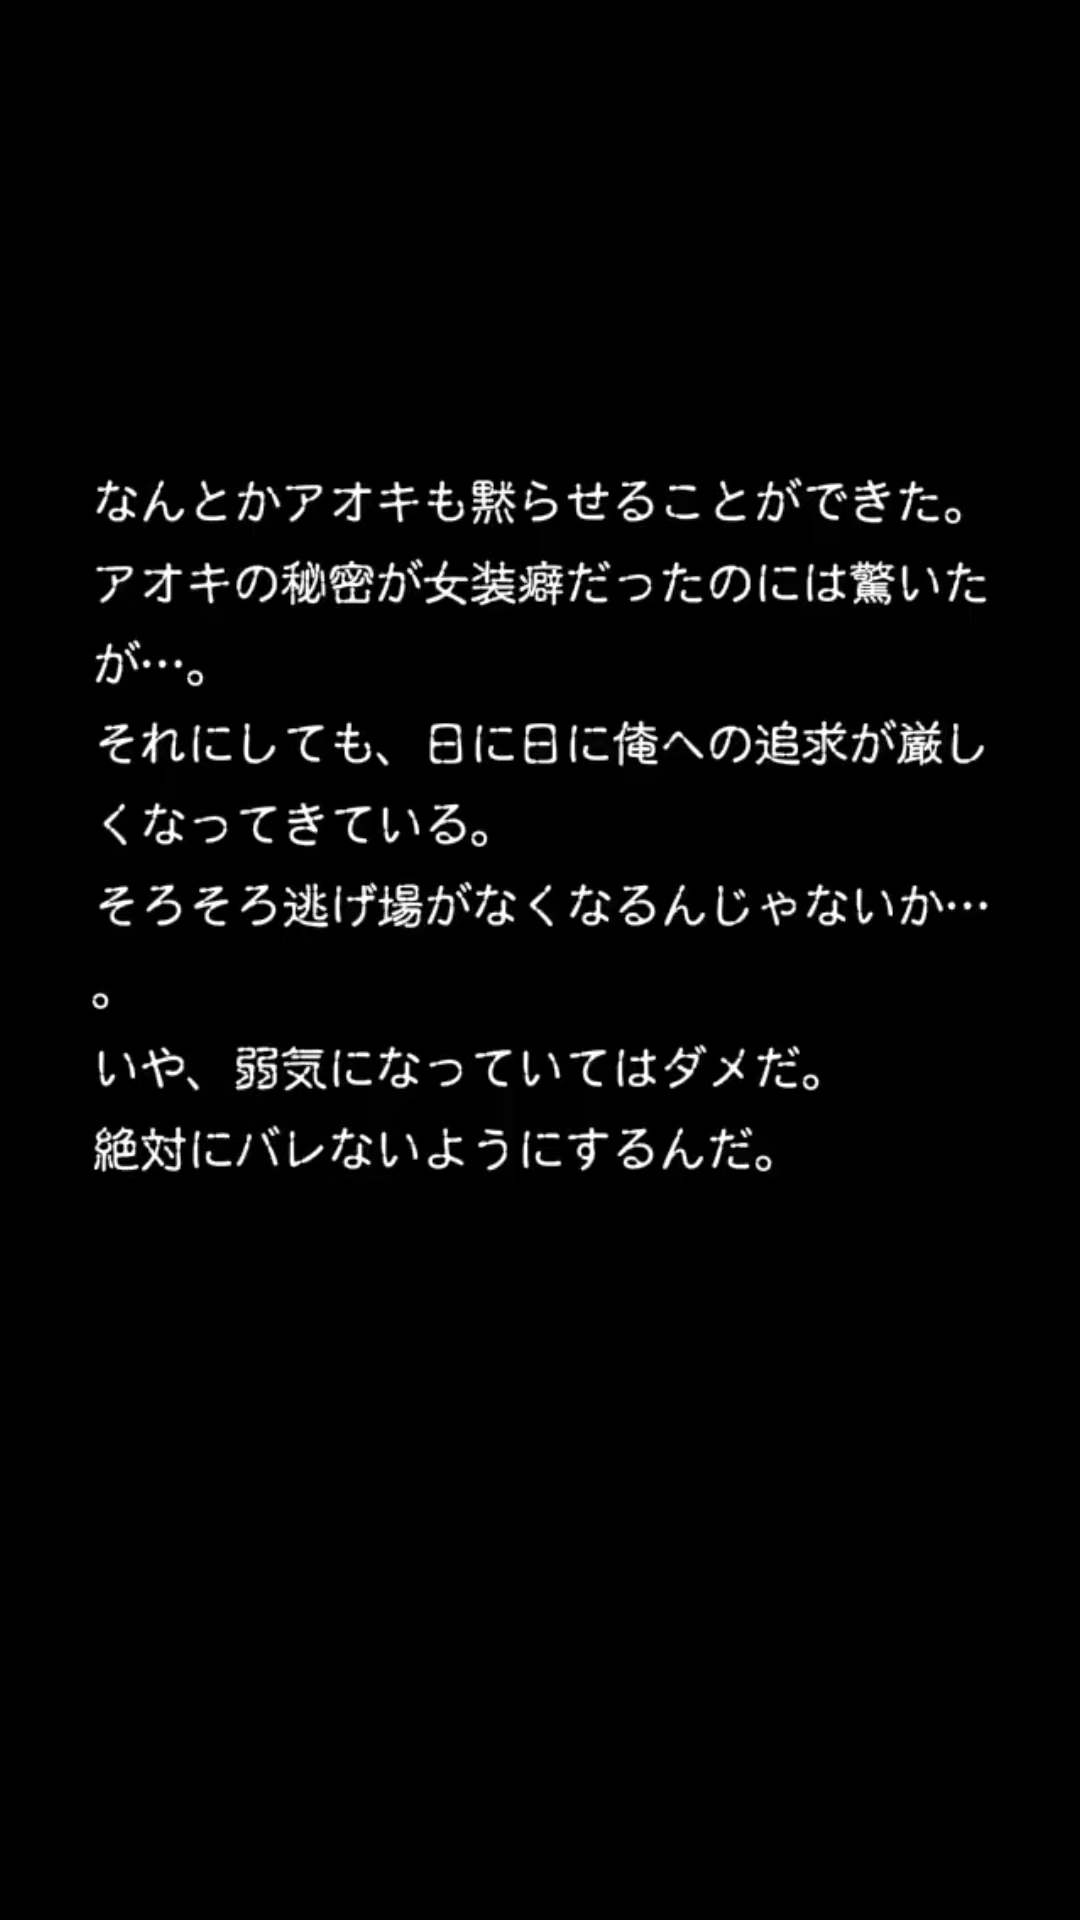 なんとかアオキも黙らせることができた。
アオキの秘密が女装癖だったのには驚いた
が…。
それにしても、日に日に俺への追求が厳し
くなってきている。
そろそろ逃げ場がなくなるんじゃないか…
。
いや、弱気になっていてはダメだ。
絶対にバレないようにするんだ。